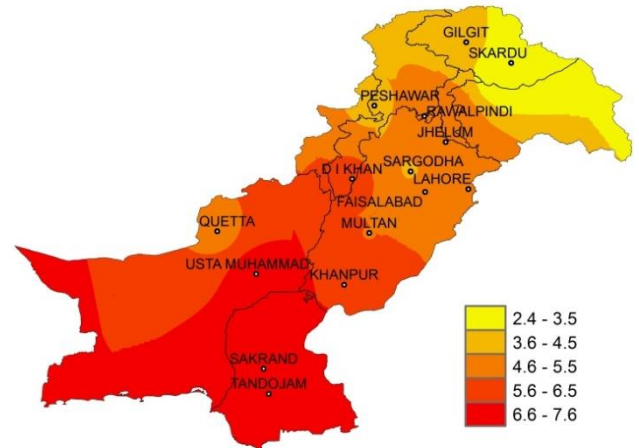 GILGIT
SKARDU
PESHAWAR
RAWALPINDI
JHELUM
SARGODHA
D I KHAN
LAHORE
FAISALABAD
QUETTA
MULTAN
USTA MUHAMMAD
KHANPUR
SAKRAND
TANDOJAM
2.4 - 3.5
3.6 - 4.5
4.6 - 5.5
5.6 - 6.5
6.6 - 7.6